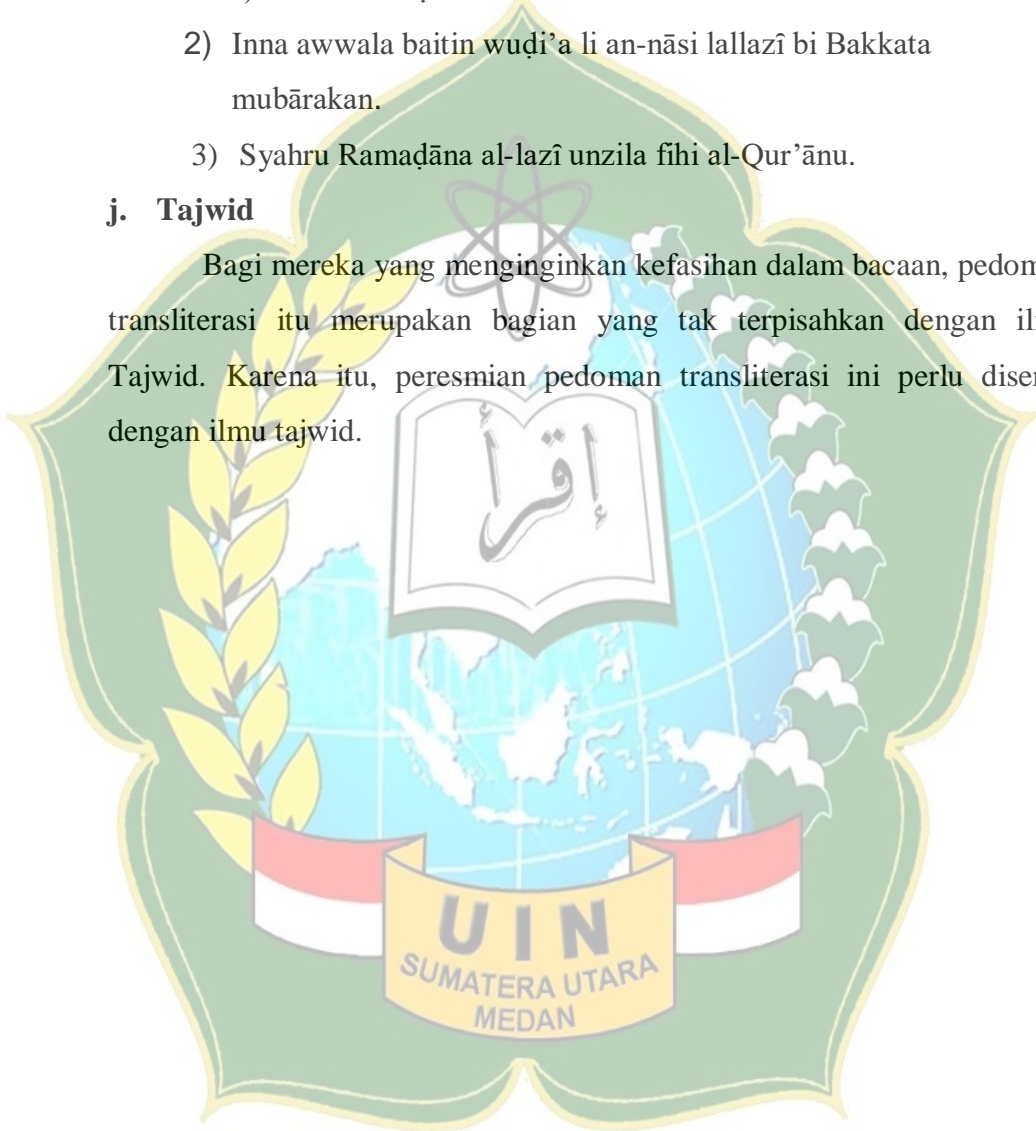 2) Inna awwala baitin wuḍi’a li an-nāsi lallazî bi Bakkata
mubārakan.
3) Syahru Ramaḍāna al-lazî unzila fihi al-Qur’ānu.
j. Tajwid
Bagi mereka yang menginginkan kefasihan dalam bacaan, pedom
transliterasi itu merupakan bagian yang tak terpisahkan dengan il
Tajwid. Karena itu, peresmian pedoman transliterasi ini perlu diser
dengan ilmu tajwid.
إقرأ
UIN
SUMATERA UTARA
MEDAN